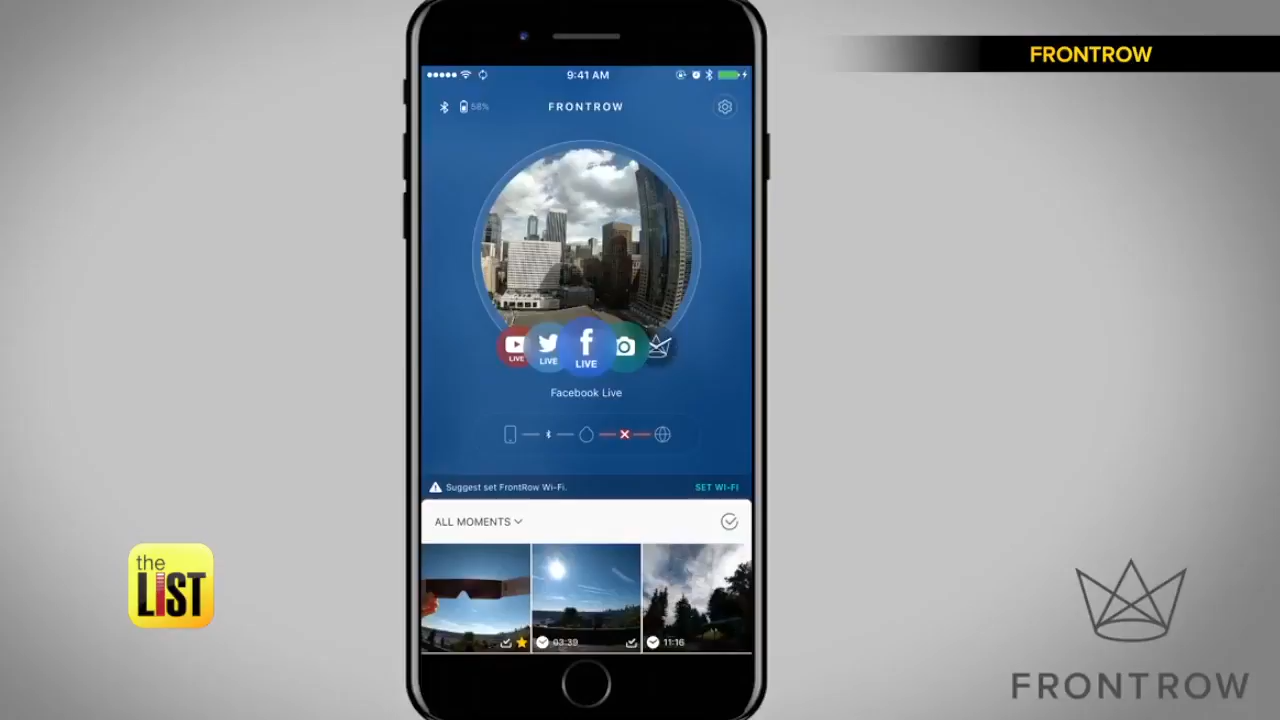 FRONTROW
9:41 AM
58%
FRONTROW
LIVE
LIVE
f
LIVE
Facebook Live
Suggest set FrontRow Wi-Fi.
SET WI-FI
ALL MOMENTS
03:39
11:16
the
LIST
FRONTROW